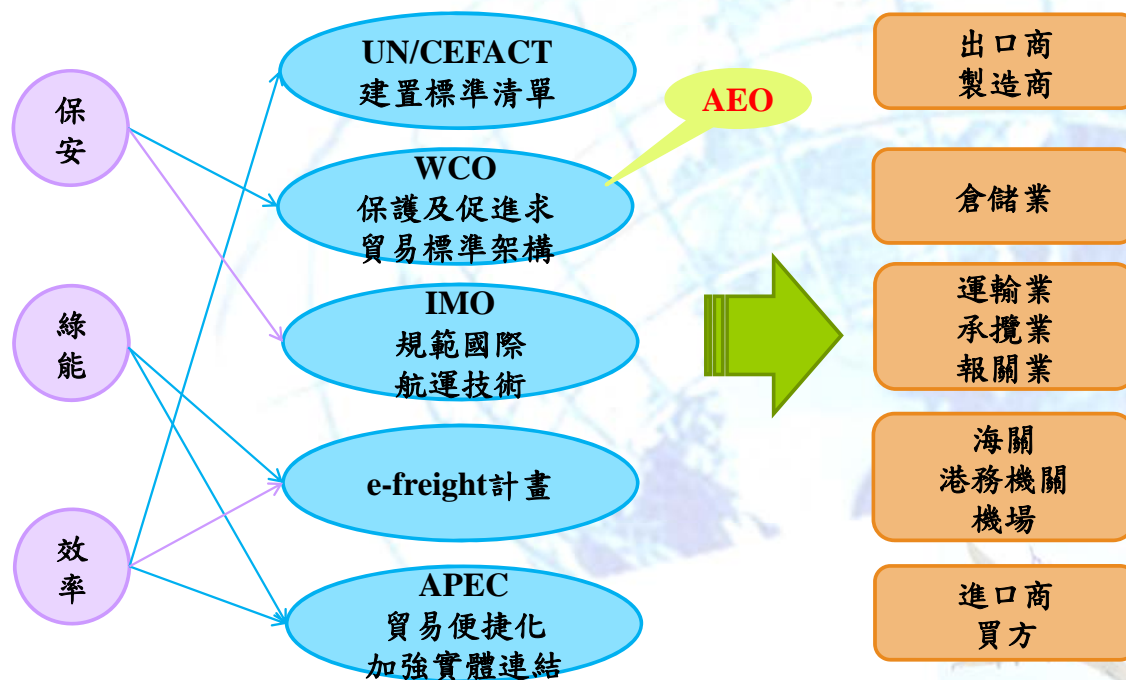 保
安
綠
能
效
率
UN/CEFACT
建置標準清單
WCO
保護及促進求
貿易標準架構
IMO
規範國際
航運技術
e-freight計畫
APEC
貿易便捷化
加強實體連結
AEO
出口商
製造商
倉儲業
運輸業
承攬業
報關業
海關
港務機關
機場
進口商
買方